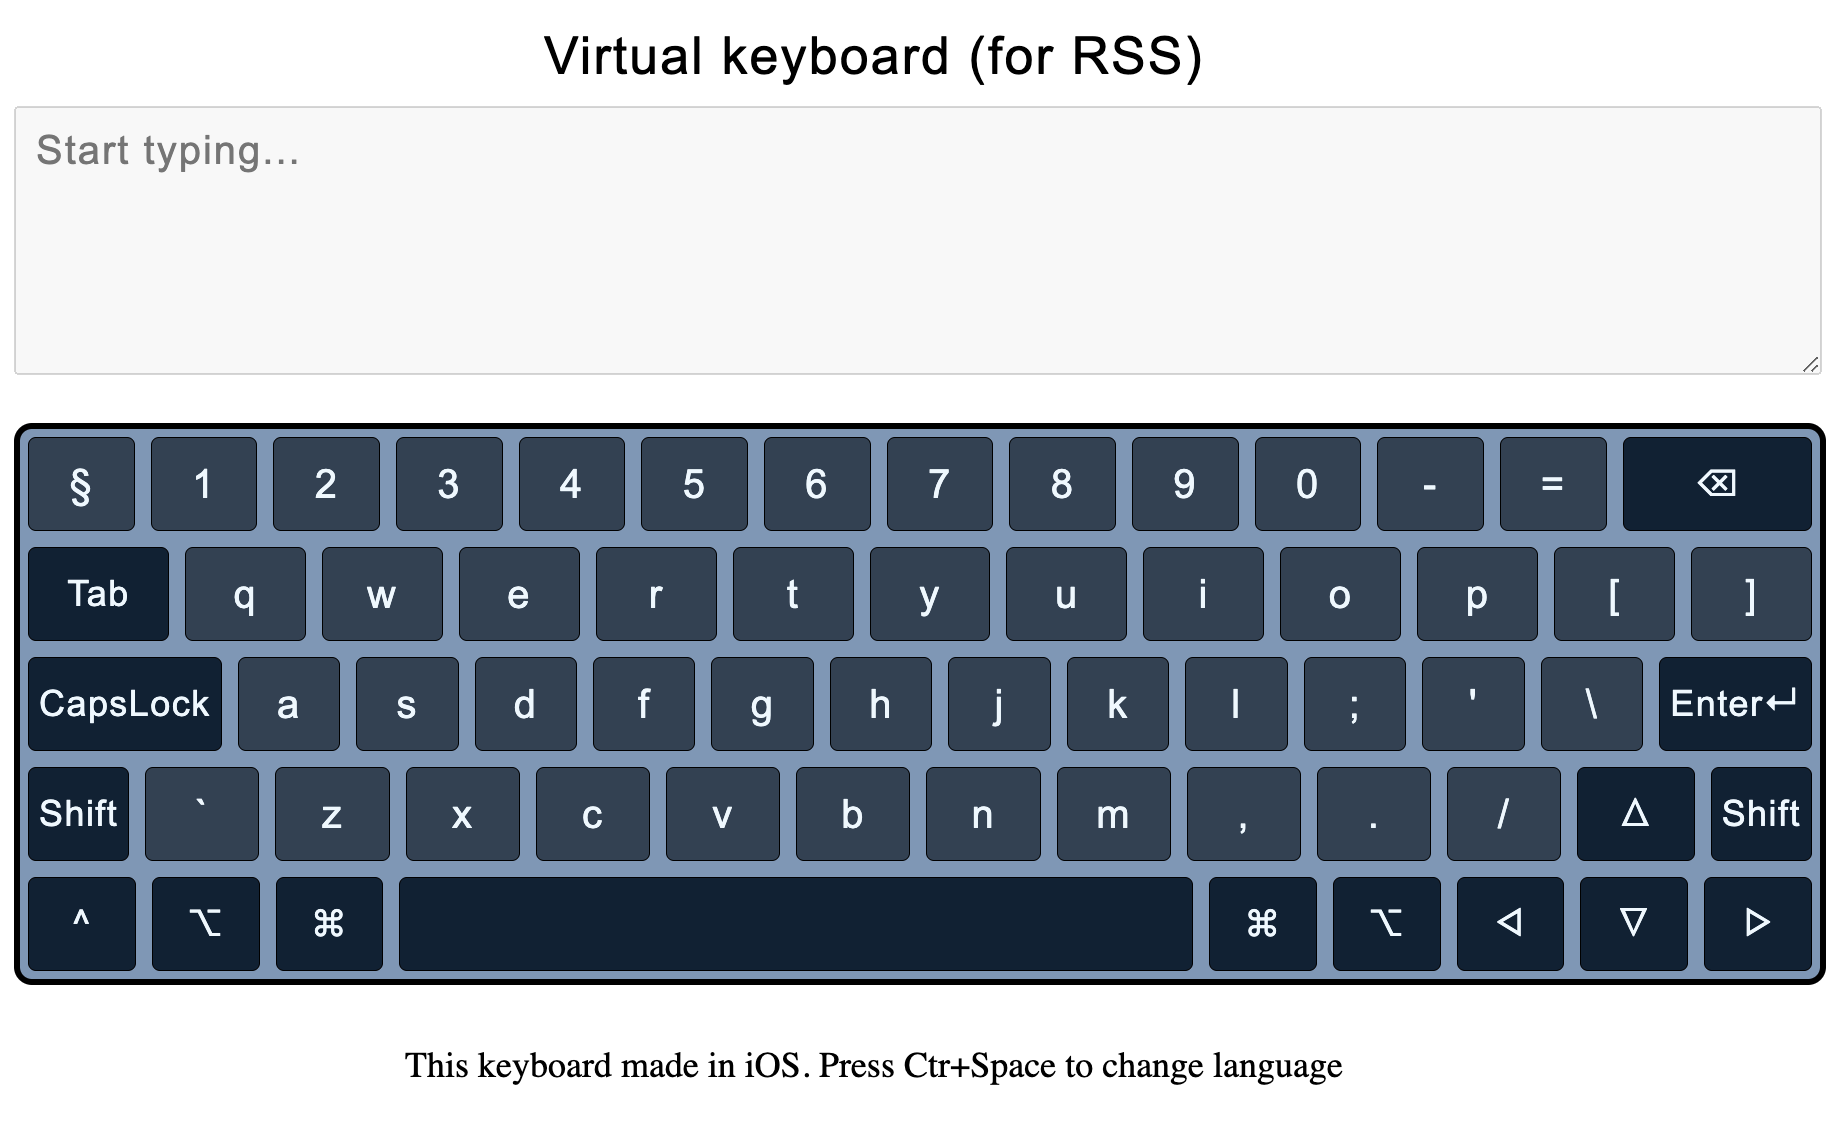 Virtual keyboard (for RSS)
Start typing...
§ 1 2 3 4 5 6 7 8 9 0 - = ⌫
Tab q w e r t y u i o p [ ]
CapsLock a s d f g h j k l ; ' \ Enter↵
Shift ` z x c v b n m , . / △ Shift
^ ⌥ ⌘ ⌘ ⌥ ◁ ▽ ▷
This keyboard made in iOS. Press Ctr+Space to change language